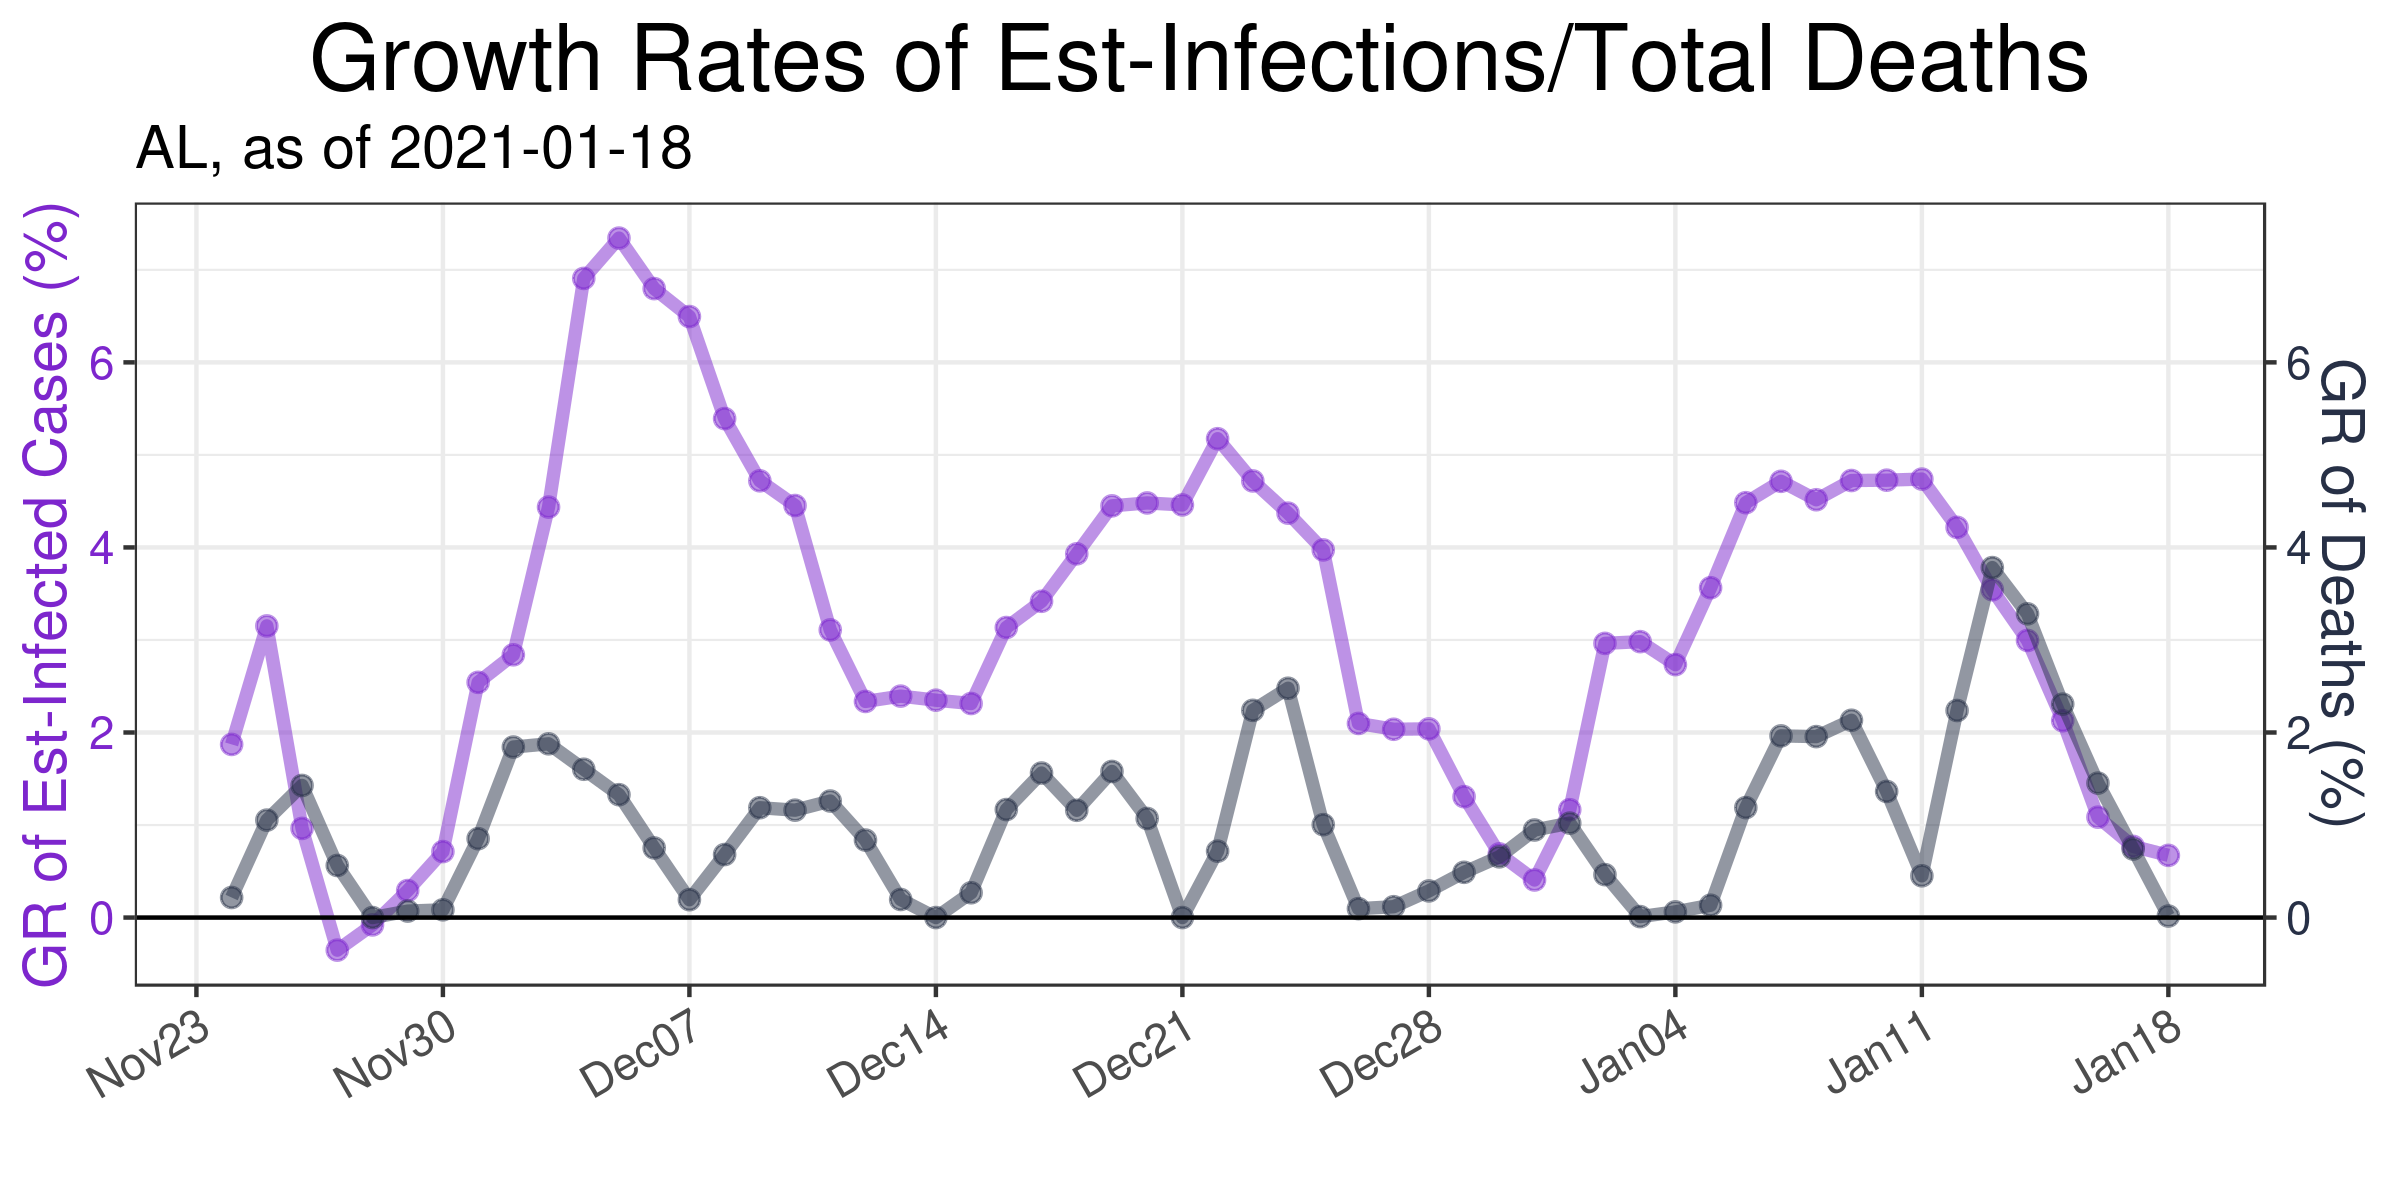 Growth Rates of Est-Infections/Total Deaths
AL, as of 2021-01-18
GR of Est-Infected Cases (%)
6
4
2
0
6
4
2
0
GR of Deaths (%)
Nov23
Nov30
Dec07
Dec14
Dec21
Dec28
Jan04
Jan11
Jan18